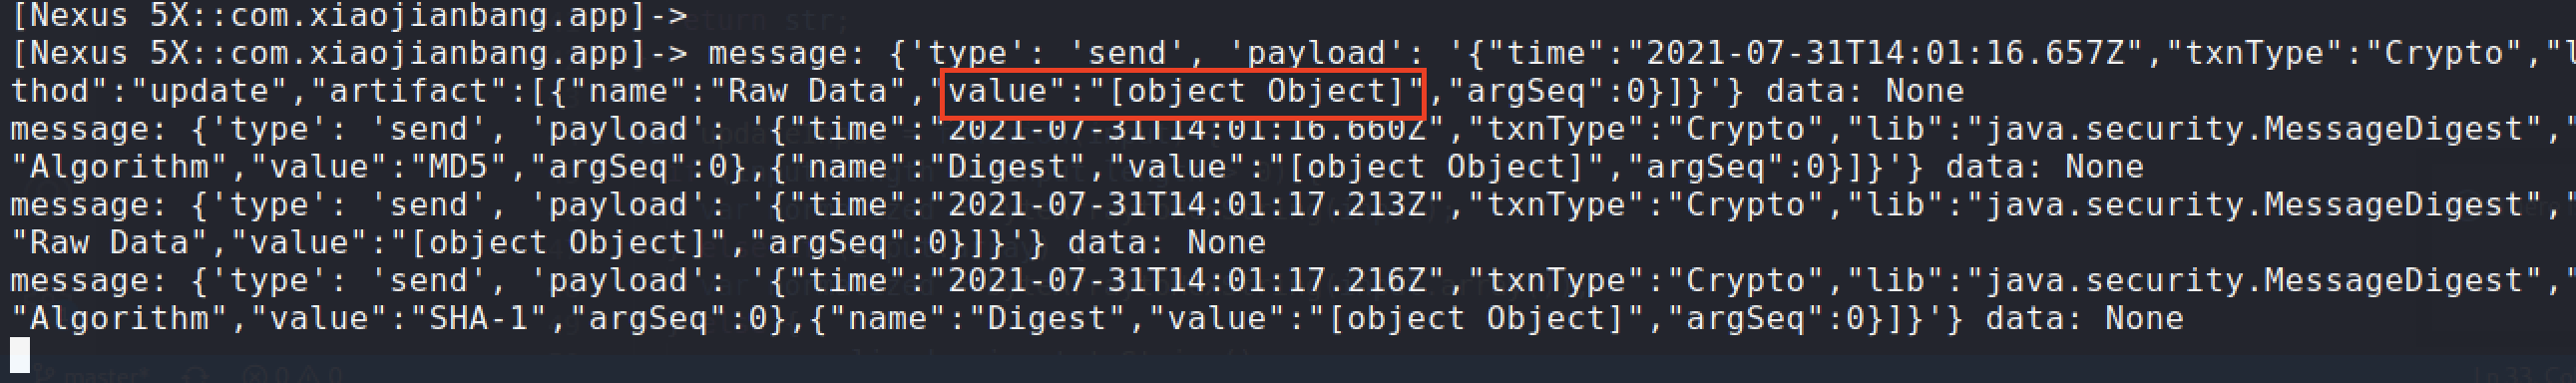 [Nexus 5X::com.xiaojianbang.app]->
[Nexus 5X::com.xiaojianbang.app]-> message: {'type': 'send', 'payload': '{"time":"2021-07-31T14:01:16.657Z","txnType":"Crypto","l
thod":"update","artifact":[{"name":"Raw Data","value":"[object Object]","argSeq":0}]}'} data: None
message: {'type': 'send', 'payload': '{"time":"2021-07-31T14:01:16.660Z","txnType":"Crypto","lib":"java.security.MessageDigest","
"Algorithm","value":"MD5","argSeq":0},{"name":"Digest","value":"[object Object]","argSeq":0}]}'} data: None
message: {'type': 'send', 'payload': '{"time":"2021-07-31T14:01:17.213Z","txnType":"Crypto","lib":"java.security.MessageDigest","
"Raw Data","value":"[object Object]","argSeq":0}]}'} data: None
message: {'type': 'send', 'payload': '{"time":"2021-07-31T14:01:17.216Z","txnType":"Crypto","lib":"java.security.MessageDigest","
"Algorithm","value":"SHA-1","argSeq":0},{"name":"Digest","value":"[object Object]","argSeq":0}]}'} data: None